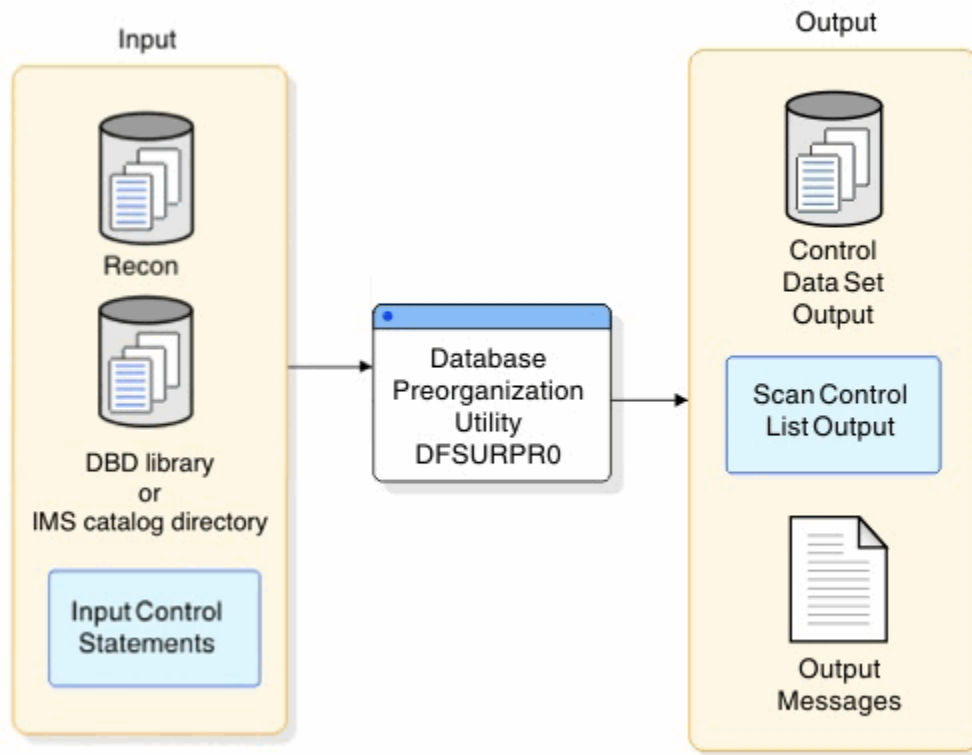 Input
Recon
DBD library
or
IMS catalog directory
Input Control
Statements
Database
Preorganization
Utility
DFSURPR0
Output
Control
Data Set
Output
Scan Control
List Output
Output
Messages